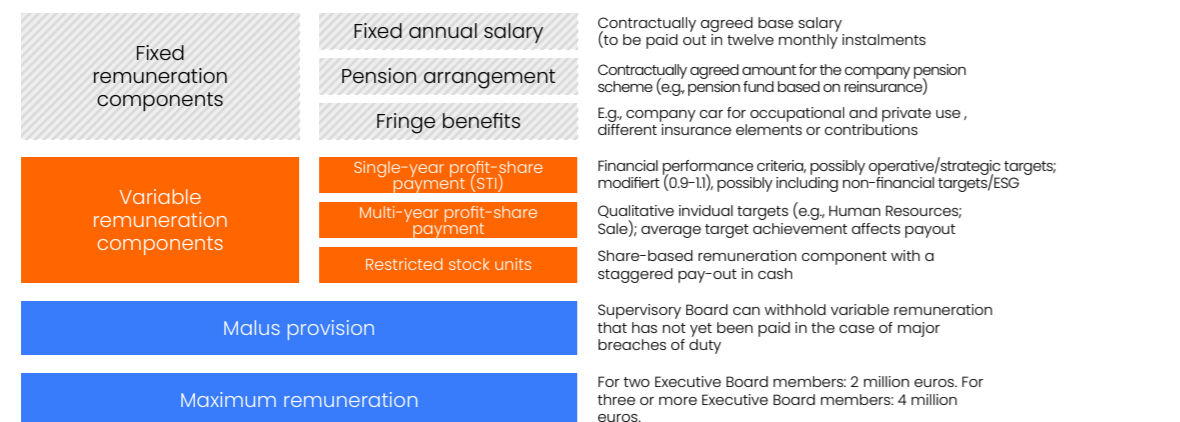 Fixed
remuneration
components
Fixed annual salary
Contractually agreed base salary
(to be paid out in twelve monthly instalments
Pension arrangement
Contractually agreed amount for the company pension
scheme (e.g., pension fund based on reinsurance)
Fringe benefits
E.g., company car for occupational and private use ,
different insurance elements or contributions
Variable
remuneration
components
Single-year profit-share
payment (STI)
Financial performance criteria, possibly operative/strategic targets;
modifiert (0.9-1.1), possibly including non-financial targets/ESG
Multi-year profit-share
payment
Qualitative invidual targets (e.g., Human Resources;
Sale); average target achievement affects payout
Restricted stock units
Share-based remuneration component with a
staggered pay-out in cash
Malus provision
Supervisory Board can withhold variable remuneration
that has not yet been paid in the case of major
breaches of duty
Maximum remuneration
For two Executive Board members: 2 million euros. For
three or more Executive Board members: 4 million
euros.